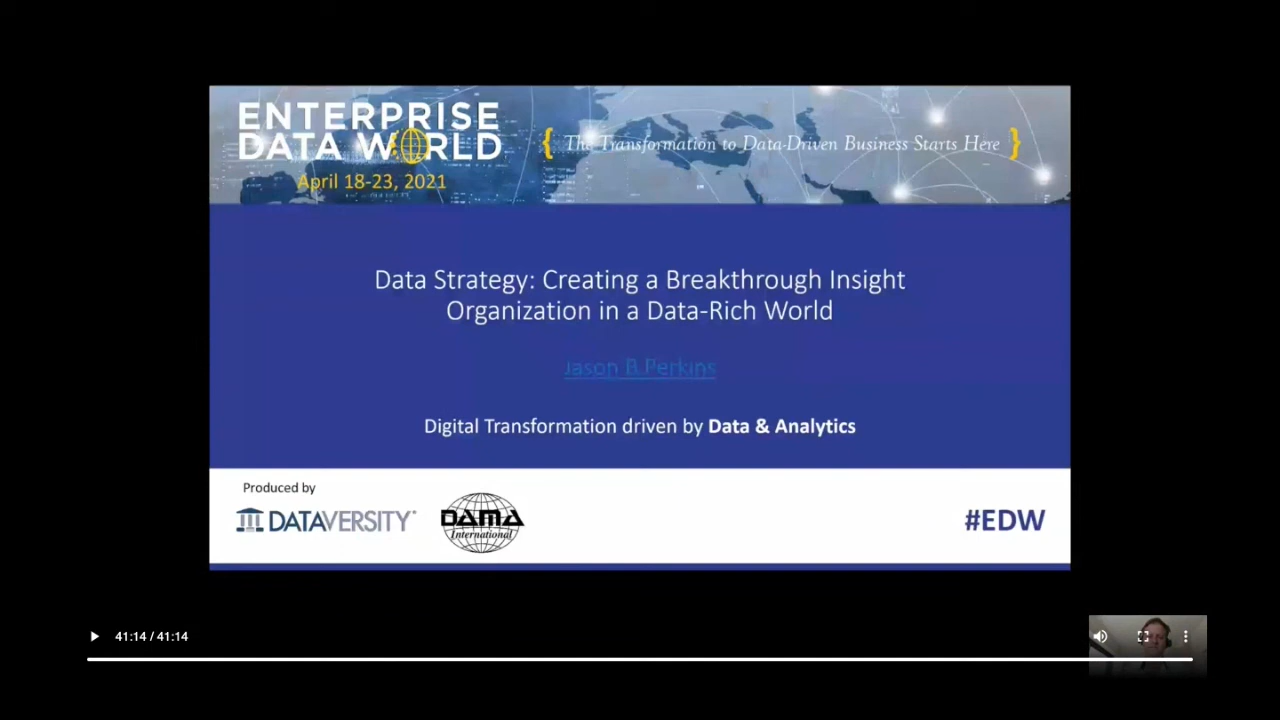 ENTERPRISE
DATA WORLD
April 18-23, 2021
{ The Transformation to Data-Driven Business Starts Here }
Data Strategy: Creating a Breakthrough Insight
Organization in a Data-Rich World
Jason B Perkins
Digital Transformation driven by Data & Analytics
Produced by
DATAVERSITY
DAMA
International
#EDW
41:14 / 41:14